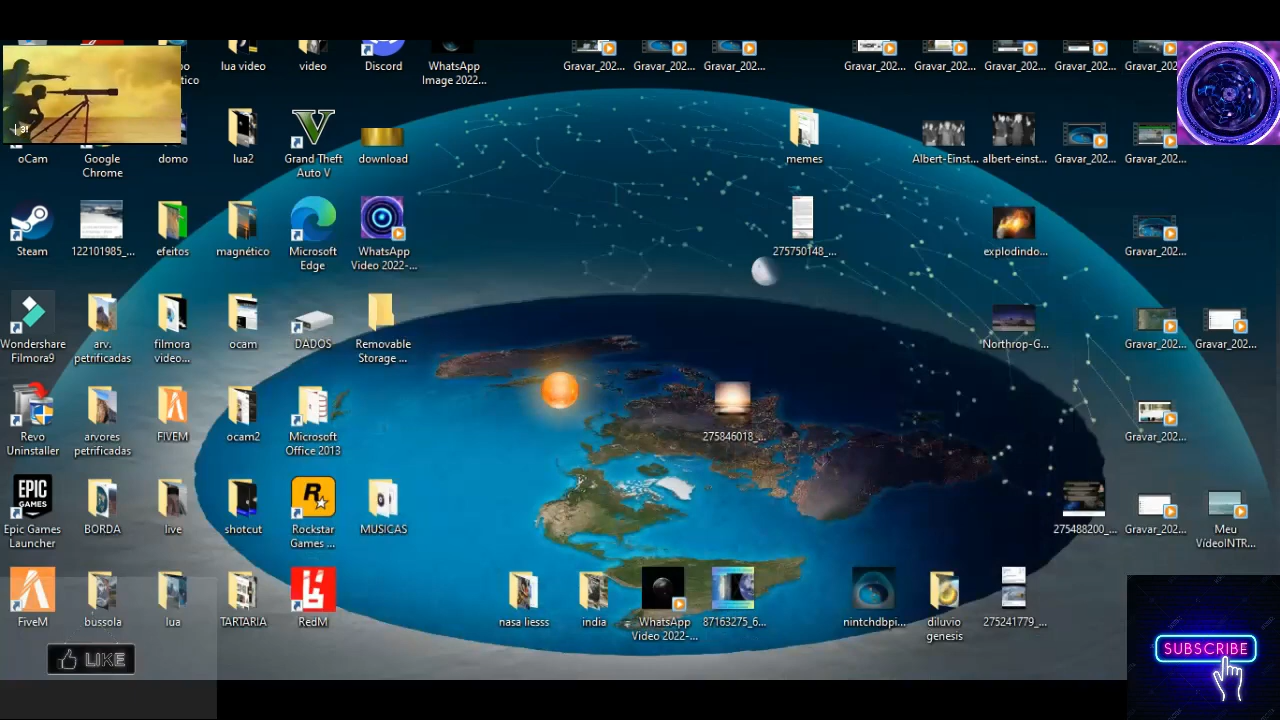 lua video
video
Discord
WhatsApp
Image 2022...
Gravar_202...
Gravar_202...
Gravar_202...
Gravar_202...
Gravar_202...
Gravar_202...
Gravar_202...
Gravar_202...
oCam
Google
Chrome
domo
lua2
Grand Theft
Auto V
download
memes
Albert-Einst...
albert-einst...
Gravar_202...
Gravar_202...
Steam
122101985_...
efeitos
magnético
Microsoft
Edge
WhatsApp
Video 2022-...
275750148_...
explodindo...
Gravar_202...
Wondershare
Filmora9
arv.
petrificadas
filmora
video...
ocam
DADOS
Removable
Storage ...
Northrop-G...
Gravar_202...
Gravar_202...
Revo
Uninstaller
arvores
petrificadas
FIVEM
ocam2
Microsoft
Office 2013
275846018_...
Gravar_202...
EPIC
GAMES
Epic Games
Launcher
BORDA
live
shotcut
Rockstar
Games ...
MUSICAS
275488200_...
Gravar_202...
Meu
VídeoINTR...
FiveM
bussola
lua
TARTARIA
RedM
nasa liesss
india
WhatsApp
Video 2022-...
87163275_6...
nintchdbpi...
diluvio
genesis
275241779_...
LIKE
SUBSCRIBE